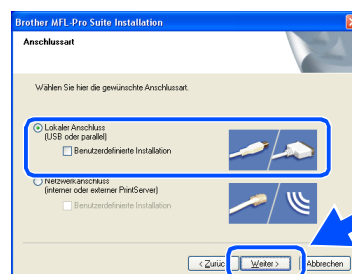 Brother MFL-Pro Suite Installation
Anschlussart
Wählen Sie hier die gewünschte Anschlussart.
Lokaler Anschluss
(USB oder parallel)
Benutzerdefinierte Installation
Netzwerkanschluss
(interner oder externer PrintServer)
Benutzerdefinierte Installation
< Zurück Weiter > Abbrechen